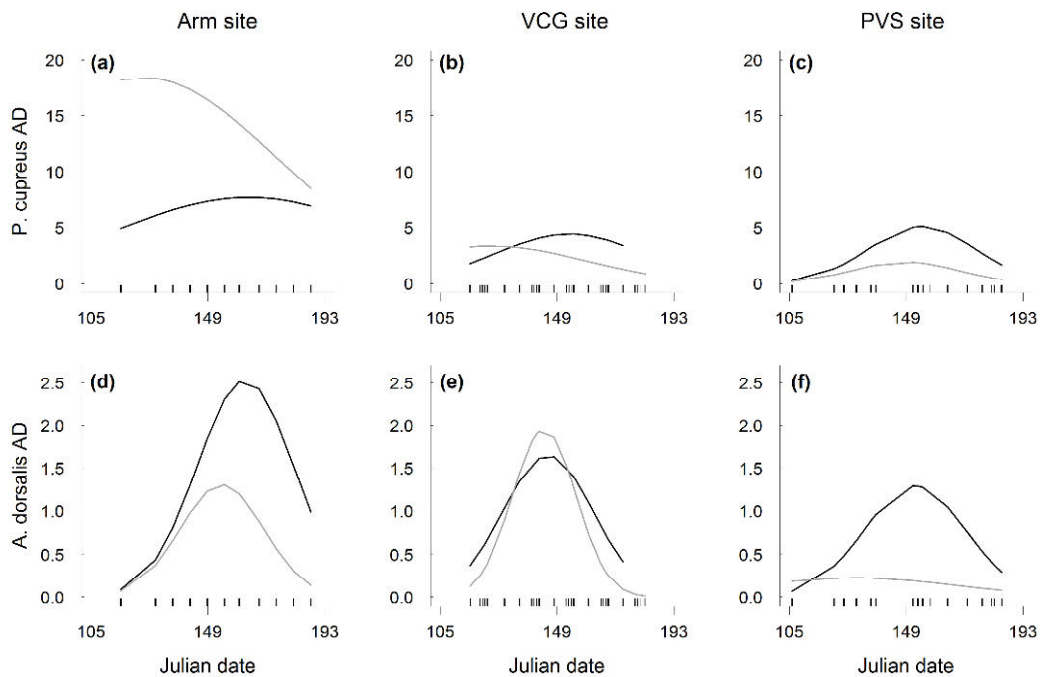 Arm site VCG site PVS site
(a) (b) (c)
P. cupreus AD
20 20 20
15 15 15
10 10 10
5 5 5
0 0 0
105 149 193 105 149 193 105 149 193
(d) (e) (f)
A. dorsalis AD
2.5 2.5 2.5
2.0 2.0 2.0
1.5 1.5 1.5
1.0 1.0 1.0
0.5 0.5 0.5
0.0 0.0 0.0
105 149 193 105 149 193 105 149 193
Julian date Julian date Julian date